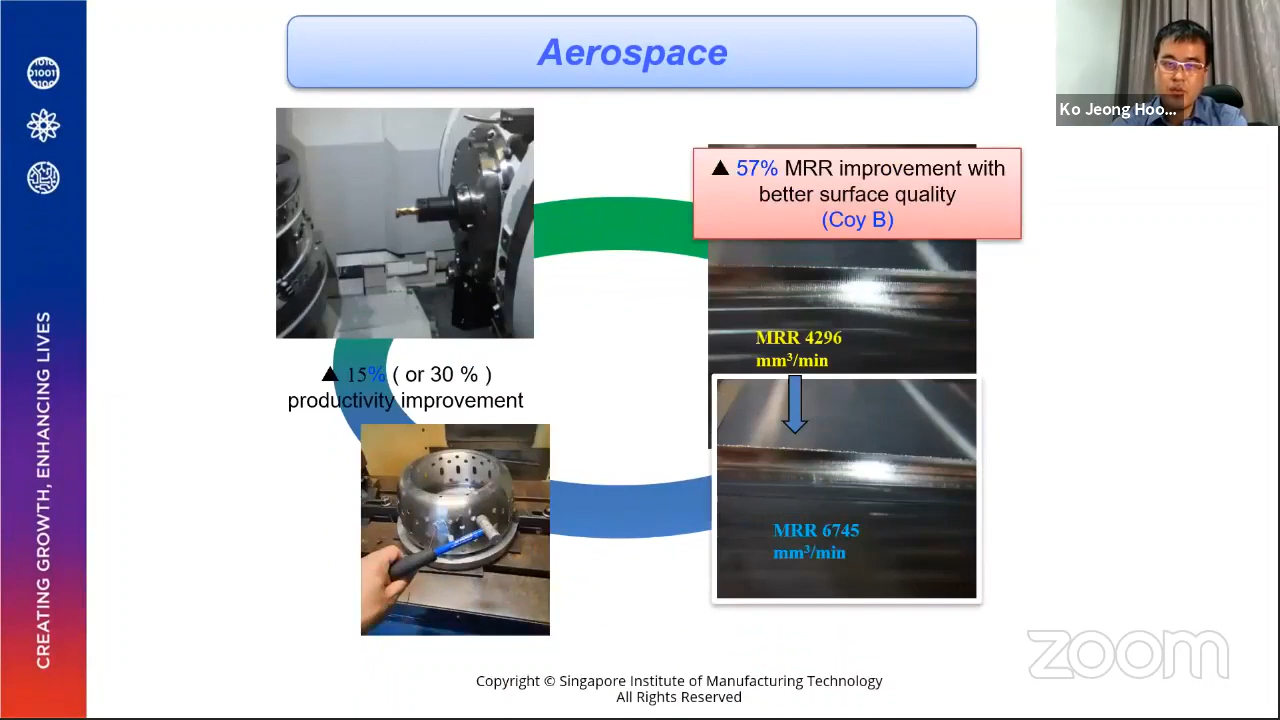 Aerospace
Ko Jeong Hoo...
▲ 57% MRR improvement with
better surface quality
(Coy B)
MRR 4296
mm³/min
▲ 15% ( or 30 % )
productivity improvement
MRR 6745
mm³/min
CREATING GROWTH, ENHANCING LIVES
zoom
Copyright © Singapore Institute of Manufacturing Technology
All Rights Reserved